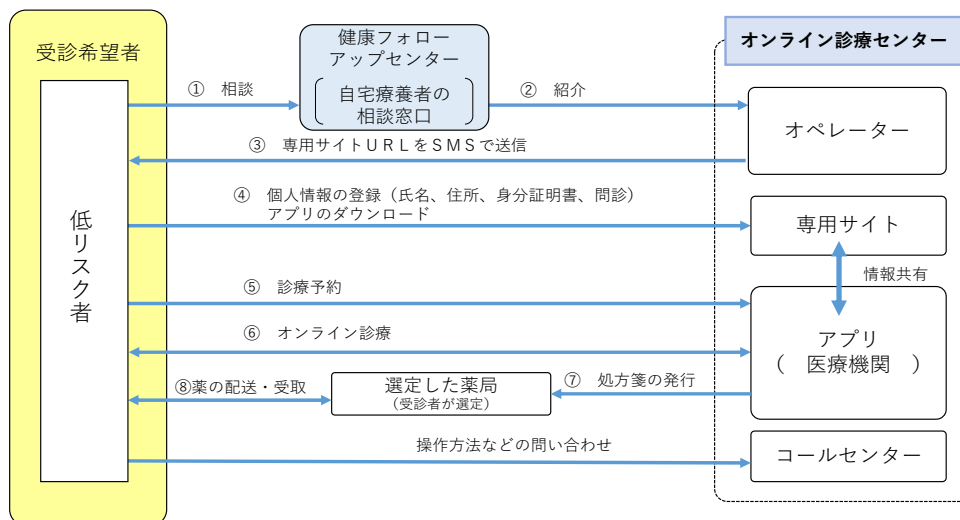 受診希望者
低リスク者
健康フォロー
アップセンター
自宅療養者の
相談窓口
オンライン診療センター
① 相談
② 紹介
オペレーター
③ 専用サイトURLをSMSで送信
④ 個人情報の登録（氏名、住所、身分証明書、問診）
アプリのダウンロード
専用サイト
情報共有
⑤ 診療予約
⑥ オンライン診療
アプリ
（ 医療機関 ）
⑦ 処方箋の発行
選定した薬局
（受診者が選定）
⑧薬の配送・受取
操作方法などの問い合わせ
コールセンター